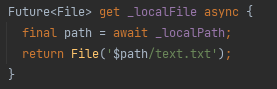 Future<File> get _localFile async {
  final path = await _localPath;
  return File('$path/text.txt');
}